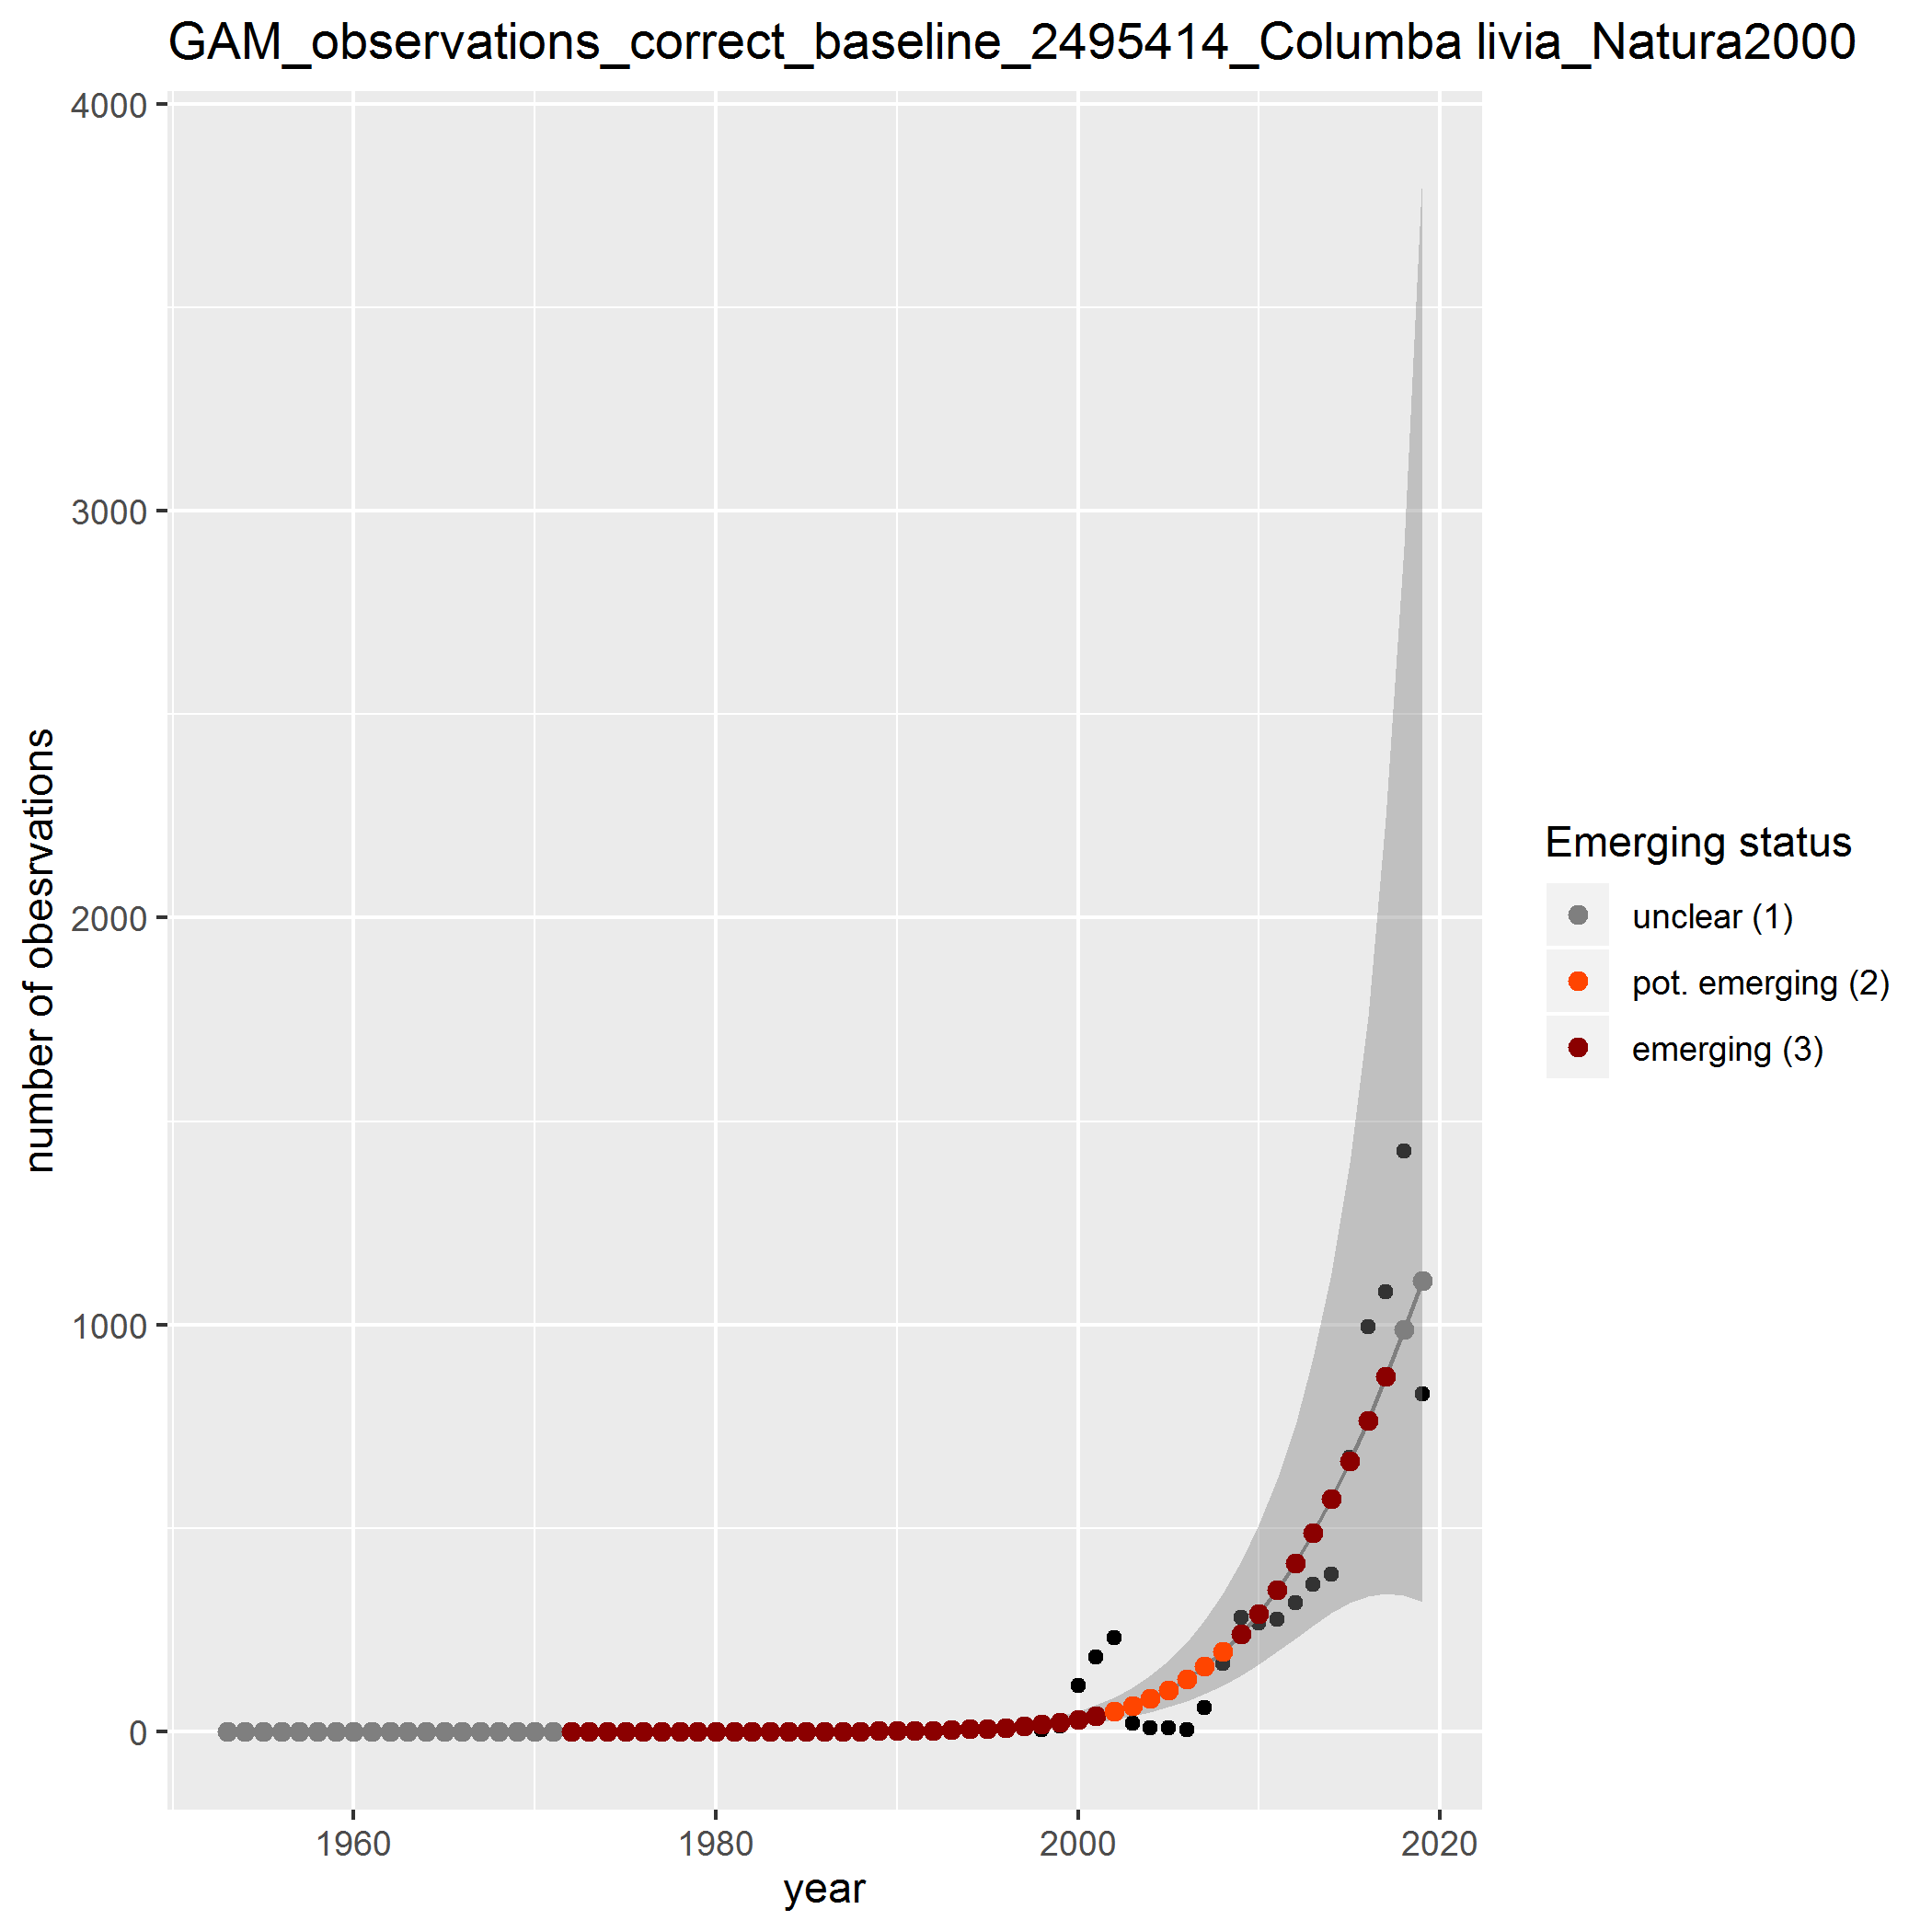 GAM_observations_correct_baseline_2495414_Columba livia_Natura2000
4000
3000
2000
1000
0
number of obesrvations
1960
1980
2000
2020
year
Emerging status
unclear (1)
pot. emerging (2)
emerging (3)